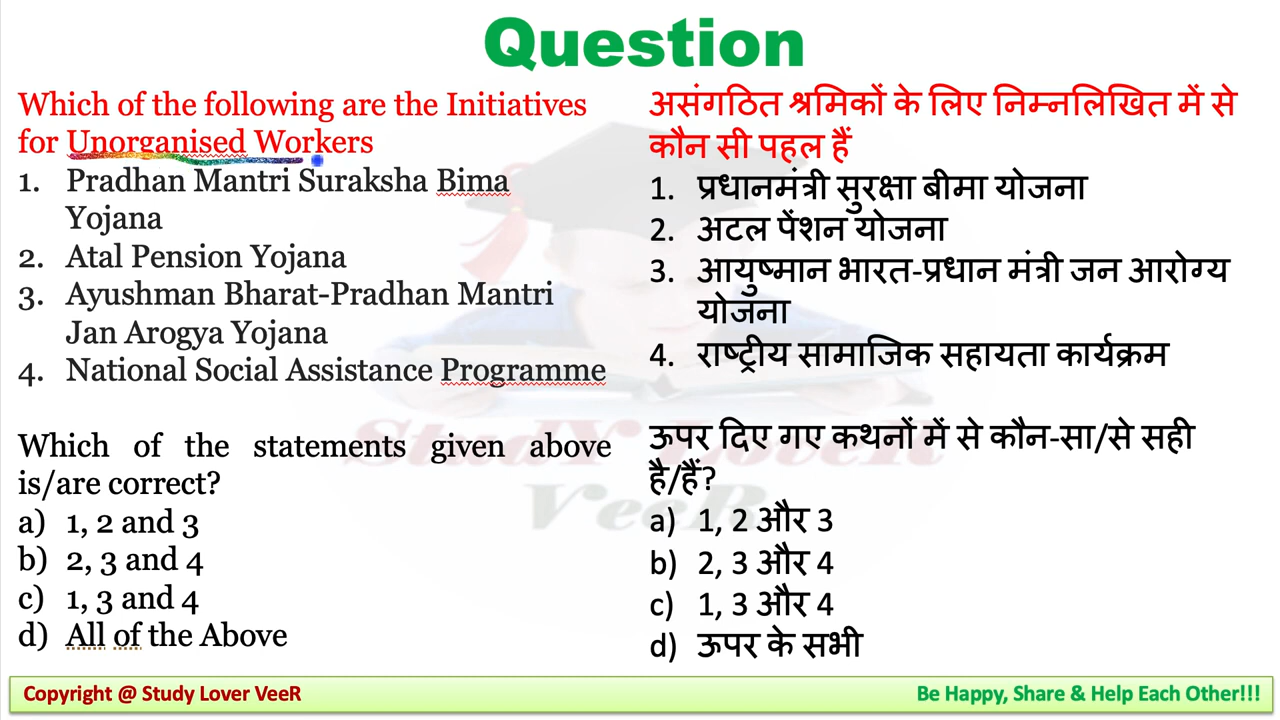 Question
Which of the following are the Initiatives
for Unorganised Workers
1. Pradhan Mantri Suraksha Bima
Yojana
2. Atal Pension Yojana
3. Ayushman Bharat-Pradhan Mantri
Jan Arogya Yojana
4. National Social Assistance Programme
Which of the statements given above
is/are correct?
a) 1, 2 and 3
b) 2, 3 and 4
c) 1, 3 and 4
d) All of the Above
असंगठित श्रमिकों के लिए निम्नलिखित में से
कौन सी पहल हैं
1. प्रधानमंत्री सुरक्षा बीमा योजना
2. अटल पेंशन योजना
3. आयुष्मान भारत-प्रधान मंत्री जन आरोग्य
योजना
4. राष्ट्रीय सामाजिक सहायता कार्यक्रम
ऊपर दिए गए कथनों में से कौन-सा/से सही
है/हैं?
a) 1, 2 और 3
b) 2, 3 और 4
c) 1, 3 और 4
d) ऊपर के सभी
StudY LoveR
VeeR
Copyright @ Study Lover VeeR
Be Happy, Share & Help Each Other!!!